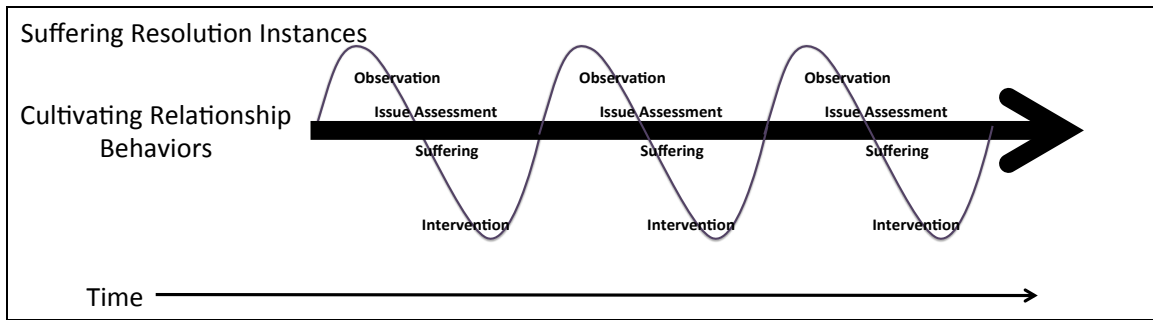 Suffering Resolution Instances
Observation Observation Observation
Cultivating Relationship
Behaviors
Issue Assessment Issue Assessment Issue Assessment
Suffering Suffering Suffering
Intervention Intervention Intervention
Time